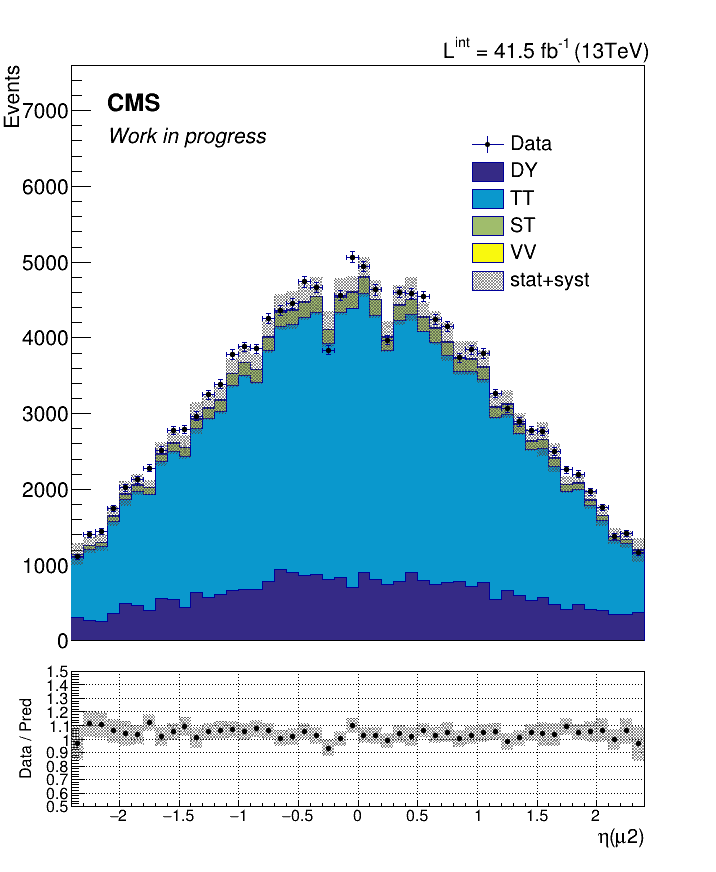 L^int = 41.5 fb^-1 (13TeV)
Events
CMS
Work in progress
Data
DY
TT
ST
VV
stat+syst
7000
6000
5000
4000
3000
2000
1000
0
Data / Pred
1.5
1.4
1.3
1.2
1.1
1
0.9
0.8
0.7
0.6
0.5
−2 −1.5 −1 −0.5 0 0.5 1 1.5 2
η(μ2)